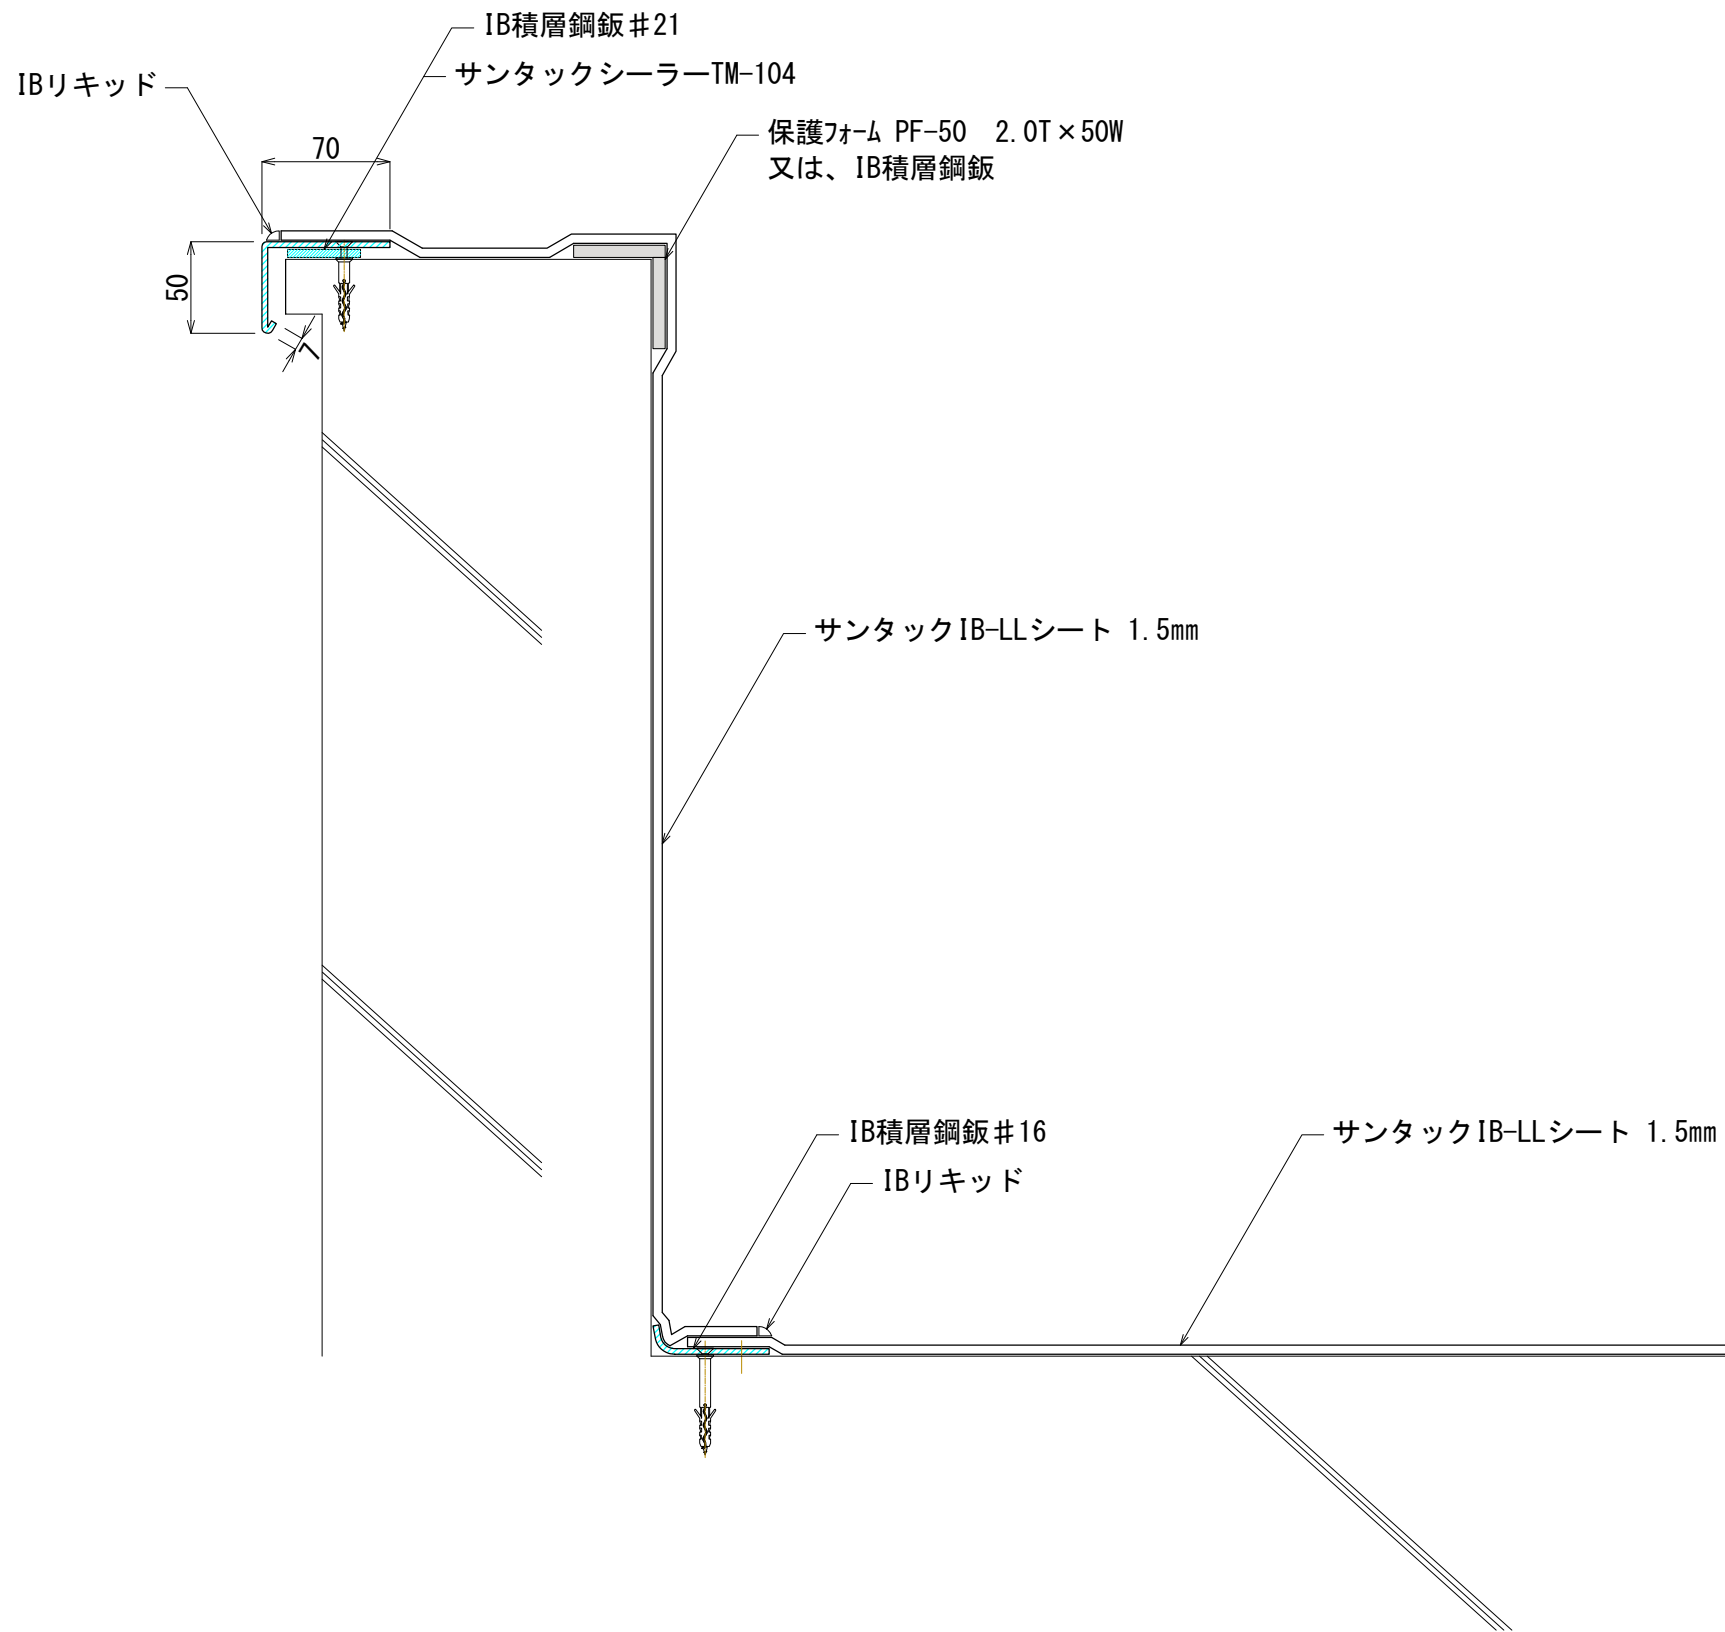 IB積層鋼鈑♯21
サンタックシーラーTM-104
IBリキッド
保護フォーム PF-50　2.0T×50W
又は、IB積層鋼鈑
70
50
7
サンタックIB-LLシート 1.5mm
IB積層鋼鈑♯16
サンタックIB-LLシート 1.5mm
IBリキッド